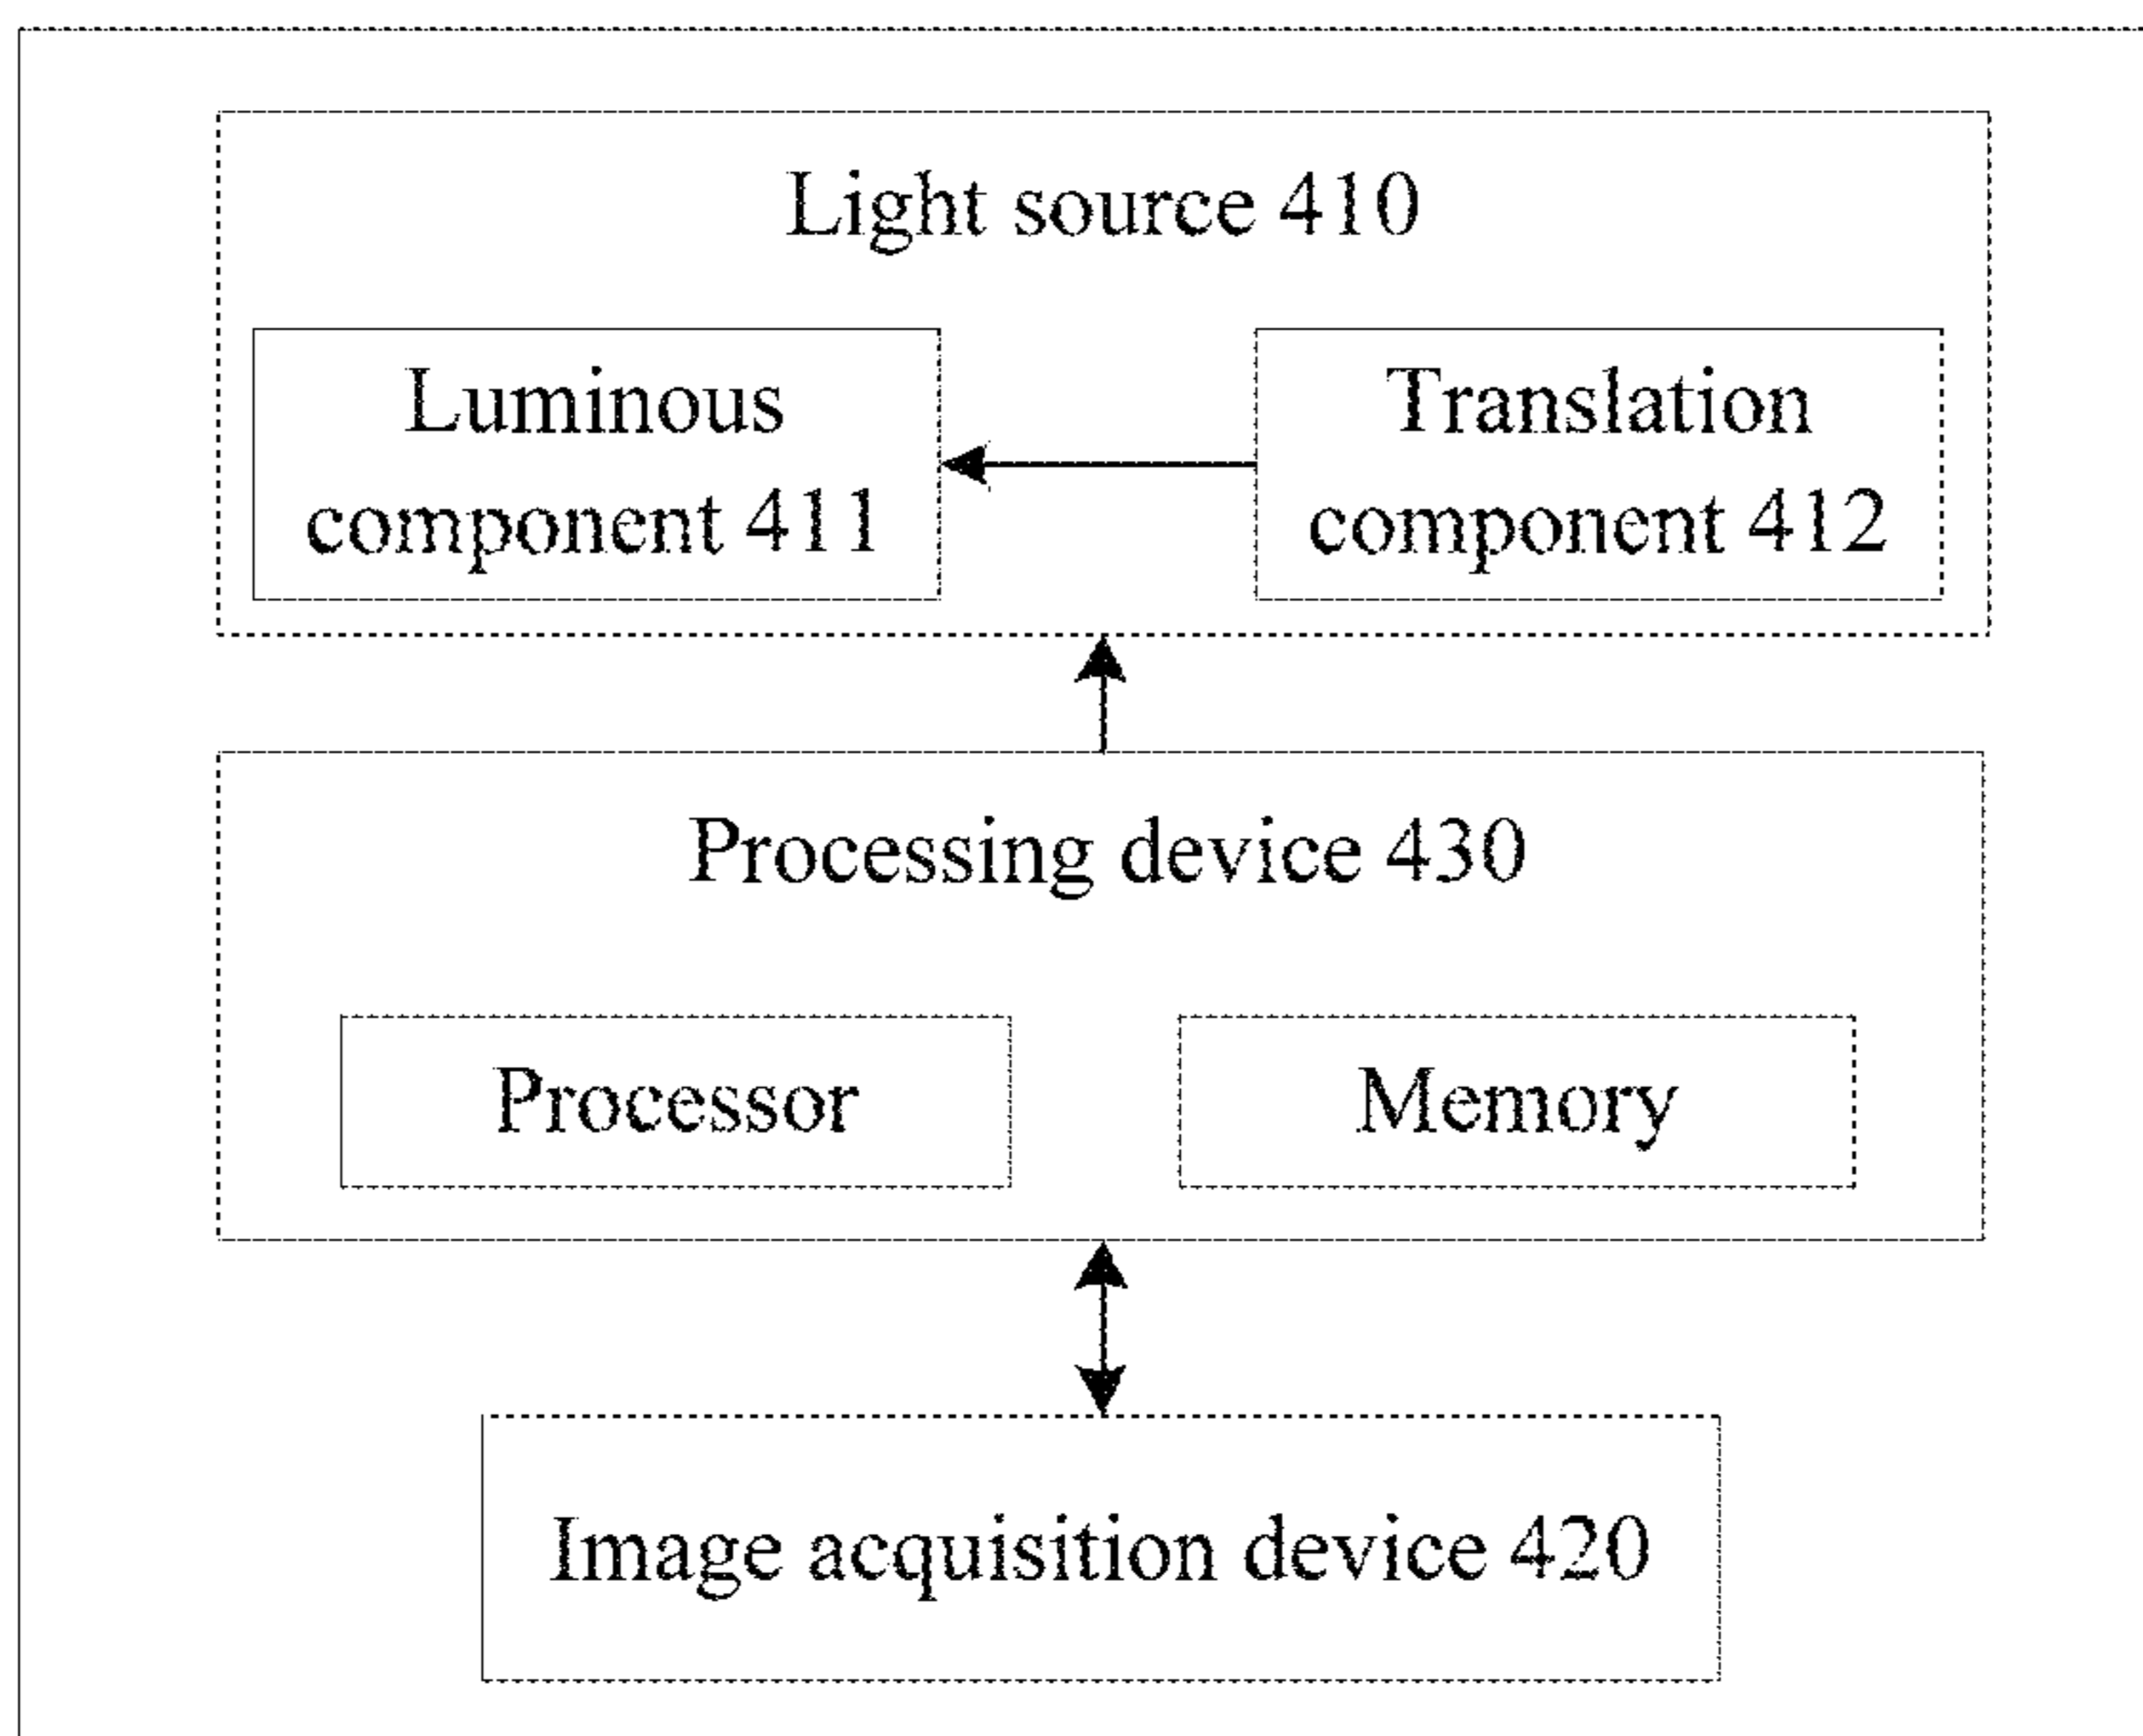 Light source 410
Luminous
component 411
Translation
component 412
Processing device 430
Processor
Memory
Image acquisition device 420